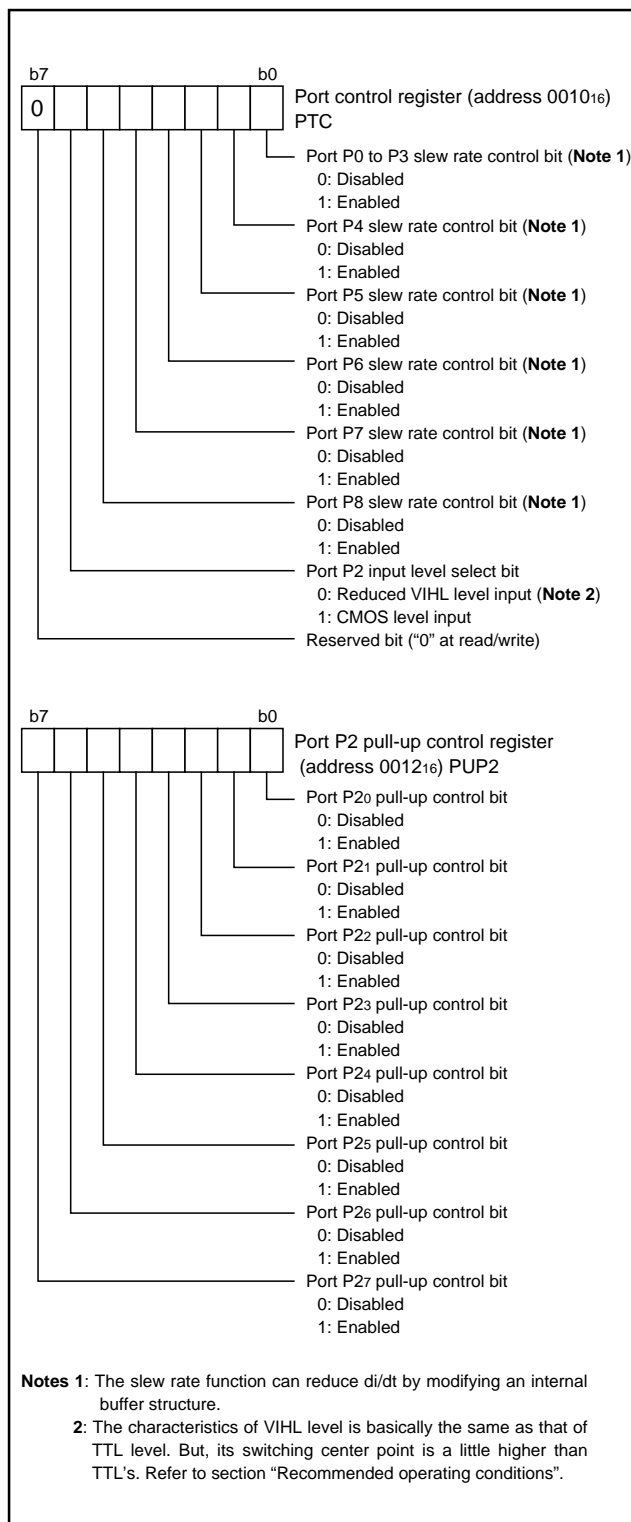 b7 b0
0
Port control register (address 0010₁₆)
PTC
Port P0 to P3 slew rate control bit (Note 1)
0: Disabled
1: Enabled
Port P4 slew rate control bit (Note 1)
0: Disabled
1: Enabled
Port P5 slew rate control bit (Note 1)
0: Disabled
1: Enabled
Port P6 slew rate control bit (Note 1)
0: Disabled
1: Enabled
Port P7 slew rate control bit (Note 1)
0: Disabled
1: Enabled
Port P8 slew rate control bit (Note 1)
0: Disabled
1: Enabled
Port P2 input level select bit
0: Reduced VIHL level input (Note 2)
1: CMOS level input
Reserved bit (“0” at read/write)
b7 b0
Port P2 pull-up control register
(address 0012₁₆) PUP2
Port P2₀ pull-up control bit
0: Disabled
1: Enabled
Port P2₁ pull-up control bit
0: Disabled
1: Enabled
Port P2₂ pull-up control bit
0: Disabled
1: Enabled
Port P2₃ pull-up control bit
0: Disabled
1: Enabled
Port P2₄ pull-up control bit
0: Disabled
1: Enabled
Port P2₅ pull-up control bit
0: Disabled
1: Enabled
Port P2₆ pull-up control bit
0: Disabled
1: Enabled
Port P2₇ pull-up control bit
0: Disabled
1: Enabled
Notes 1: The slew rate function can reduce di/dt by modifying an internal
buffer structure.
2: The characteristics of VIHL level is basically the same as that of
TTL level. But, its switching center point is a little higher than
TTL’s. Refer to section “Recommended operating conditions”.